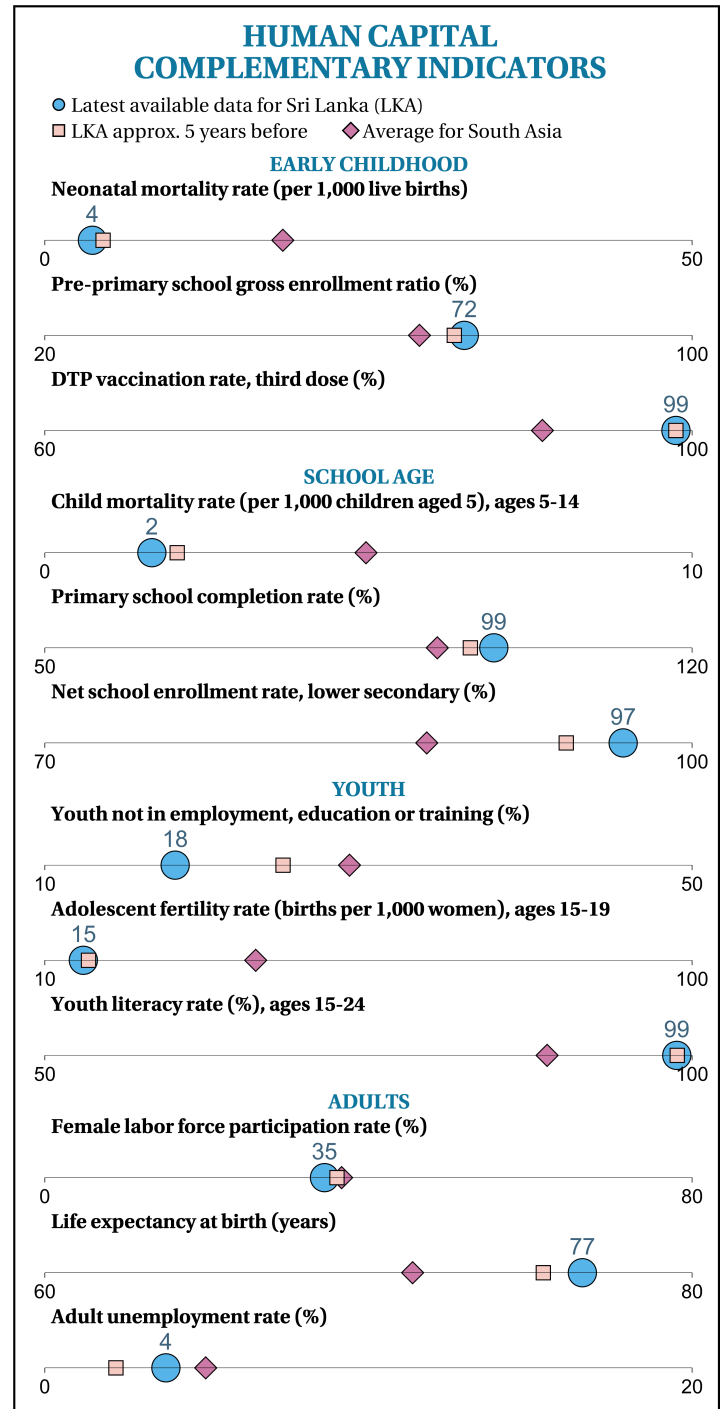 HUMAN CAPITAL
COMPLEMENTARY INDICATORS
Latest available data for Sri Lanka (LKA)
LKA approx. 5 years before Average for South Asia
EARLY CHILDHOOD
Neonatal mortality rate (per 1,000 live births)
4
0 50
Pre-primary school gross enrollment ratio (%)
72
20 100
DTP vaccination rate, third dose (%)
99
60 100
SCHOOL AGE
Child mortality rate (per 1,000 children aged 5), ages 5-14
2
0 10
Primary school completion rate (%)
99
50 120
Net school enrollment rate, lower secondary (%)
97
70 100
YOUTH
Youth not in employment, education or training (%)
18
10 50
Adolescent fertility rate (births per 1,000 women), ages 15-19
15
10 100
Youth literacy rate (%), ages 15-24
99
50 100
ADULTS
Female labor force participation rate (%)
35
0 80
Life expectancy at birth (years)
77
60 80
Adult unemployment rate (%)
4
0 20